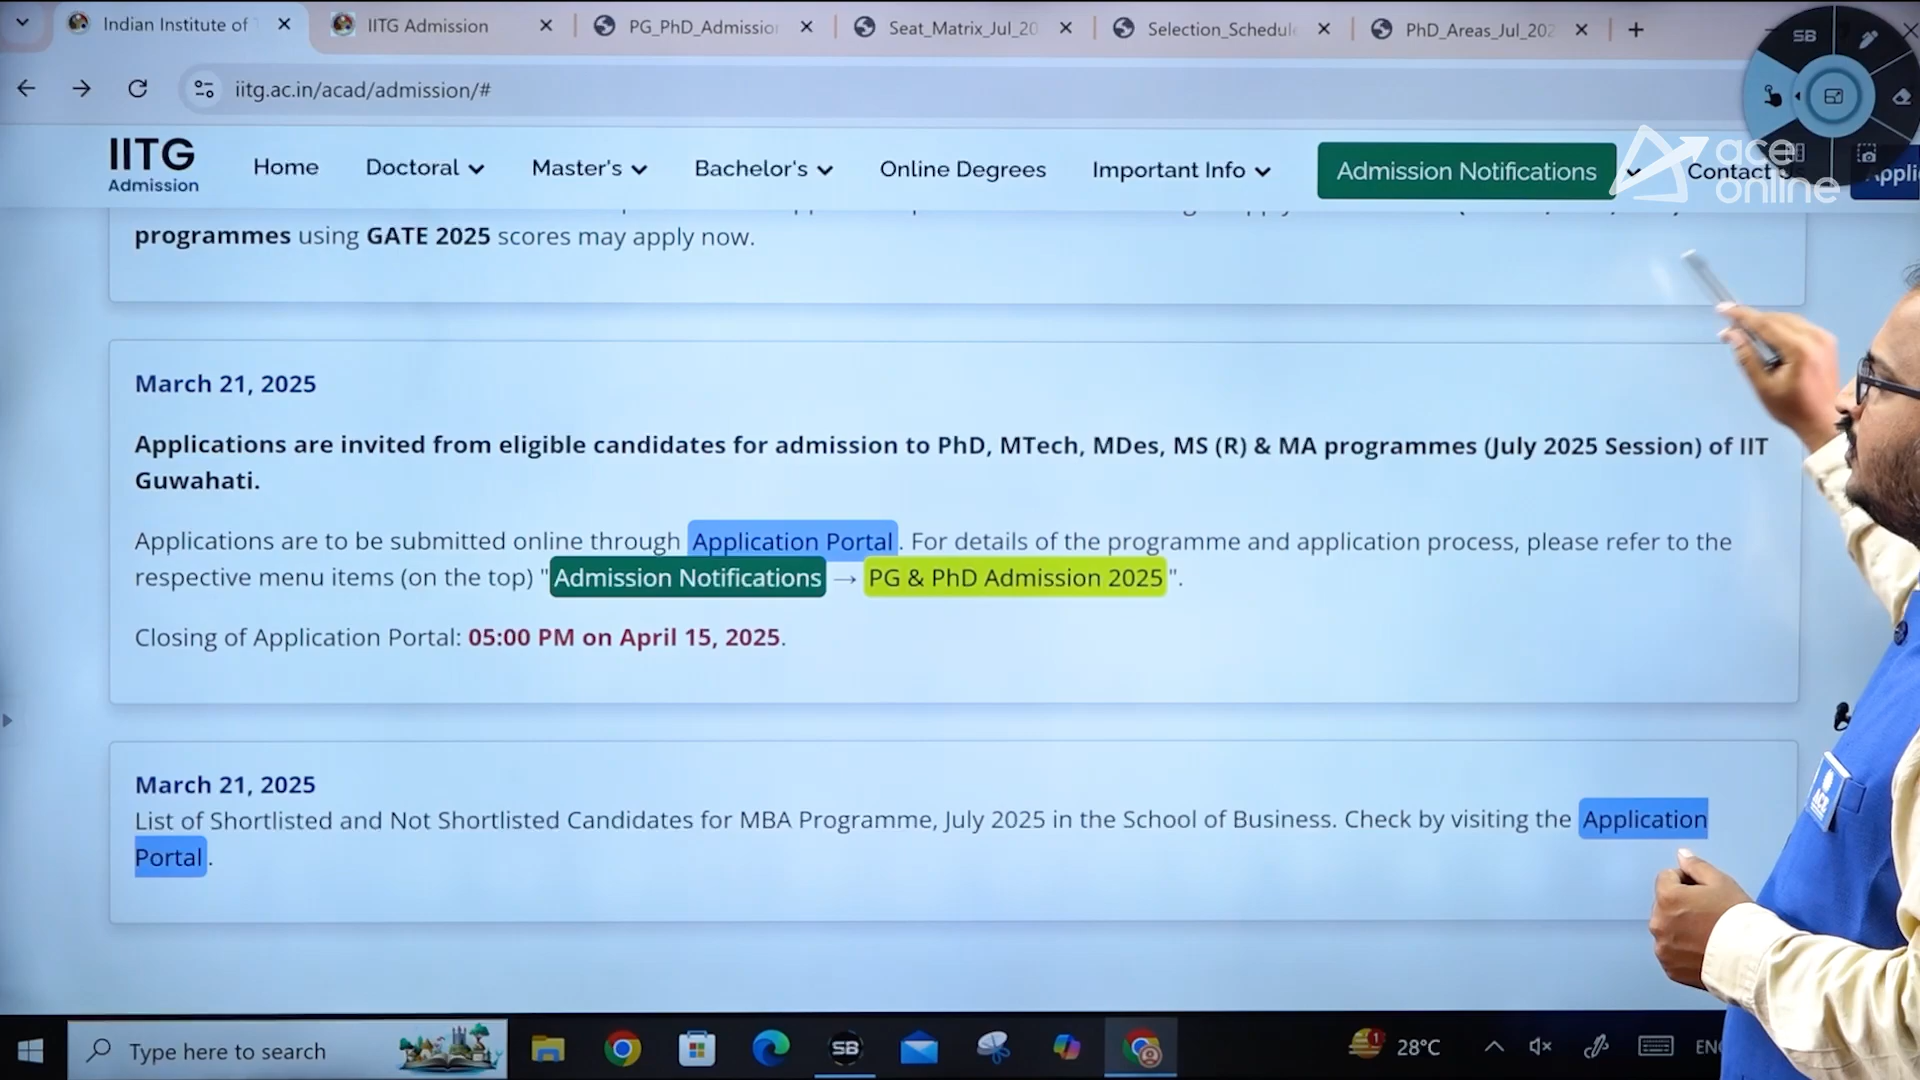 Indian Institute of
IITG Admission
PG_PhD_Admission
Seat_Matrix_Jul_20
Selection_Schedul
PhD_Areas_Jul_202
SB
iitg.ac.in/acad/admission/#
IITG
Admission
Home
Doctoral
Master's
Bachelor's
Online Degrees
Important Info
Admission Notifications
Contact
Appli
ace
online
programmes using GATE 2025 scores may apply now.
March 21, 2025
Applications are invited from eligible candidates for admission to PhD, MTech, MDes, MS (R) & MA programmes (July 2025 Session) of IIT
Guwahati.
Applications are to be submitted online through Application Portal. For details of the programme and application process, please refer to the
respective menu items (on the top) "Admission Notifications → PG & PhD Admission 2025".
Closing of Application Portal: 05:00 PM on April 15, 2025.
March 21, 2025
List of Shortlisted and Not Shortlisted Candidates for MBA Programme, July 2025 in the School of Business. Check by visiting the Application
Portal.
ACE
Type here to search
SB
1
28°C
ENG